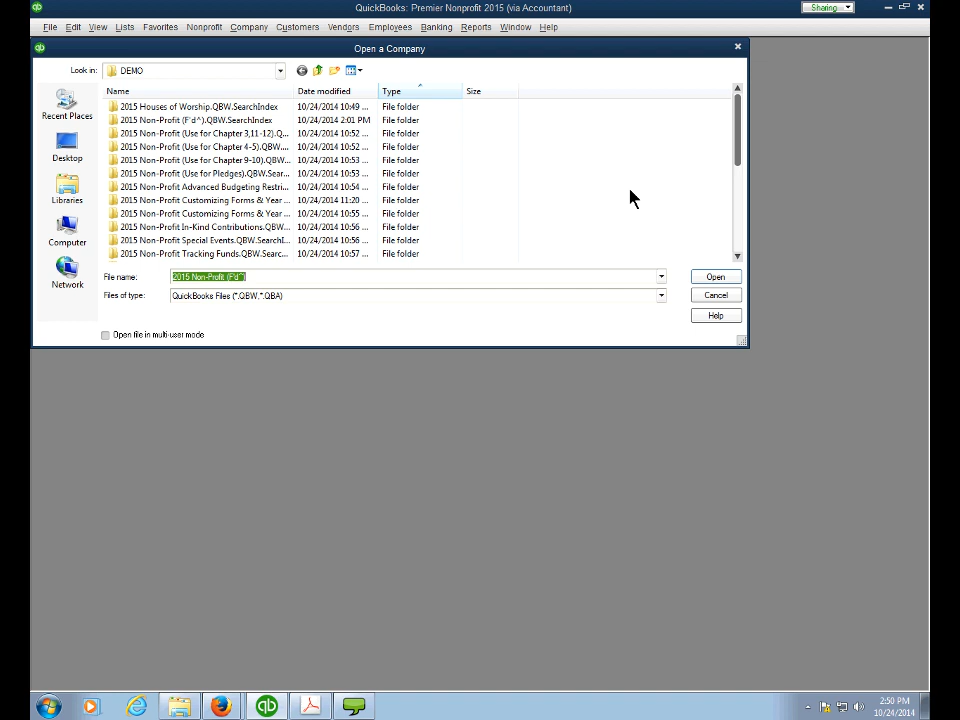 QuickBooks: Premier Nonprofit 2015 (via Accountant)
Sharing
File Edit View Lists Favorites Nonprofit Company Customers Vendors Employees Banking Reports Window Help
Open a Company
Look in: DEMO
Name Date modified Type Size
2015 Houses of Worship.QBW.SearchIndex 10/24/2014 10:49 ... File folder
2015 Non-Profit (F'd^).QBW.SearchIndex 10/24/2014 2:01 PM File folder
2015 Non-Profit (Use for Chapter 3,11-12).Q... 10/24/2014 10:52 ... File folder
2015 Non-Profit (Use for Chapter 4-5).QBW.... 10/24/2014 10:52 ... File folder
2015 Non-Profit (Use for Chapter 9-10).QBW... 10/24/2014 10:53 ... File folder
2015 Non-Profit (Use for Pledges).QBW.Sear... 10/24/2014 10:53 ... File folder
2015 Non-Profit Advanced Budgeting Restri... 10/24/2014 10:54 ... File folder
2015 Non-Profit Customizing Forms & Year ... 10/24/2014 11:20 ... File folder
2015 Non-Profit Customizing Forms & Year ... 10/24/2014 10:55 ... File folder
2015 Non-Profit In-Kind Contributions.QBW... 10/24/2014 10:56 ... File folder
2015 Non-Profit Special Events.QBW.SearchI... 10/24/2014 10:56 ... File folder
2015 Non-Profit Tracking Funds.QBW.Searc... 10/24/2014 10:57 ... File folder
Recent Places
Desktop
Libraries
Computer
Network
File name: 2015 Non-Profit (F'd^) Open
Files of type: QuickBooks Files (*.QBW,*.QBA) Cancel
Help
Open file in multi-user mode
2:50 PM
10/24/2014